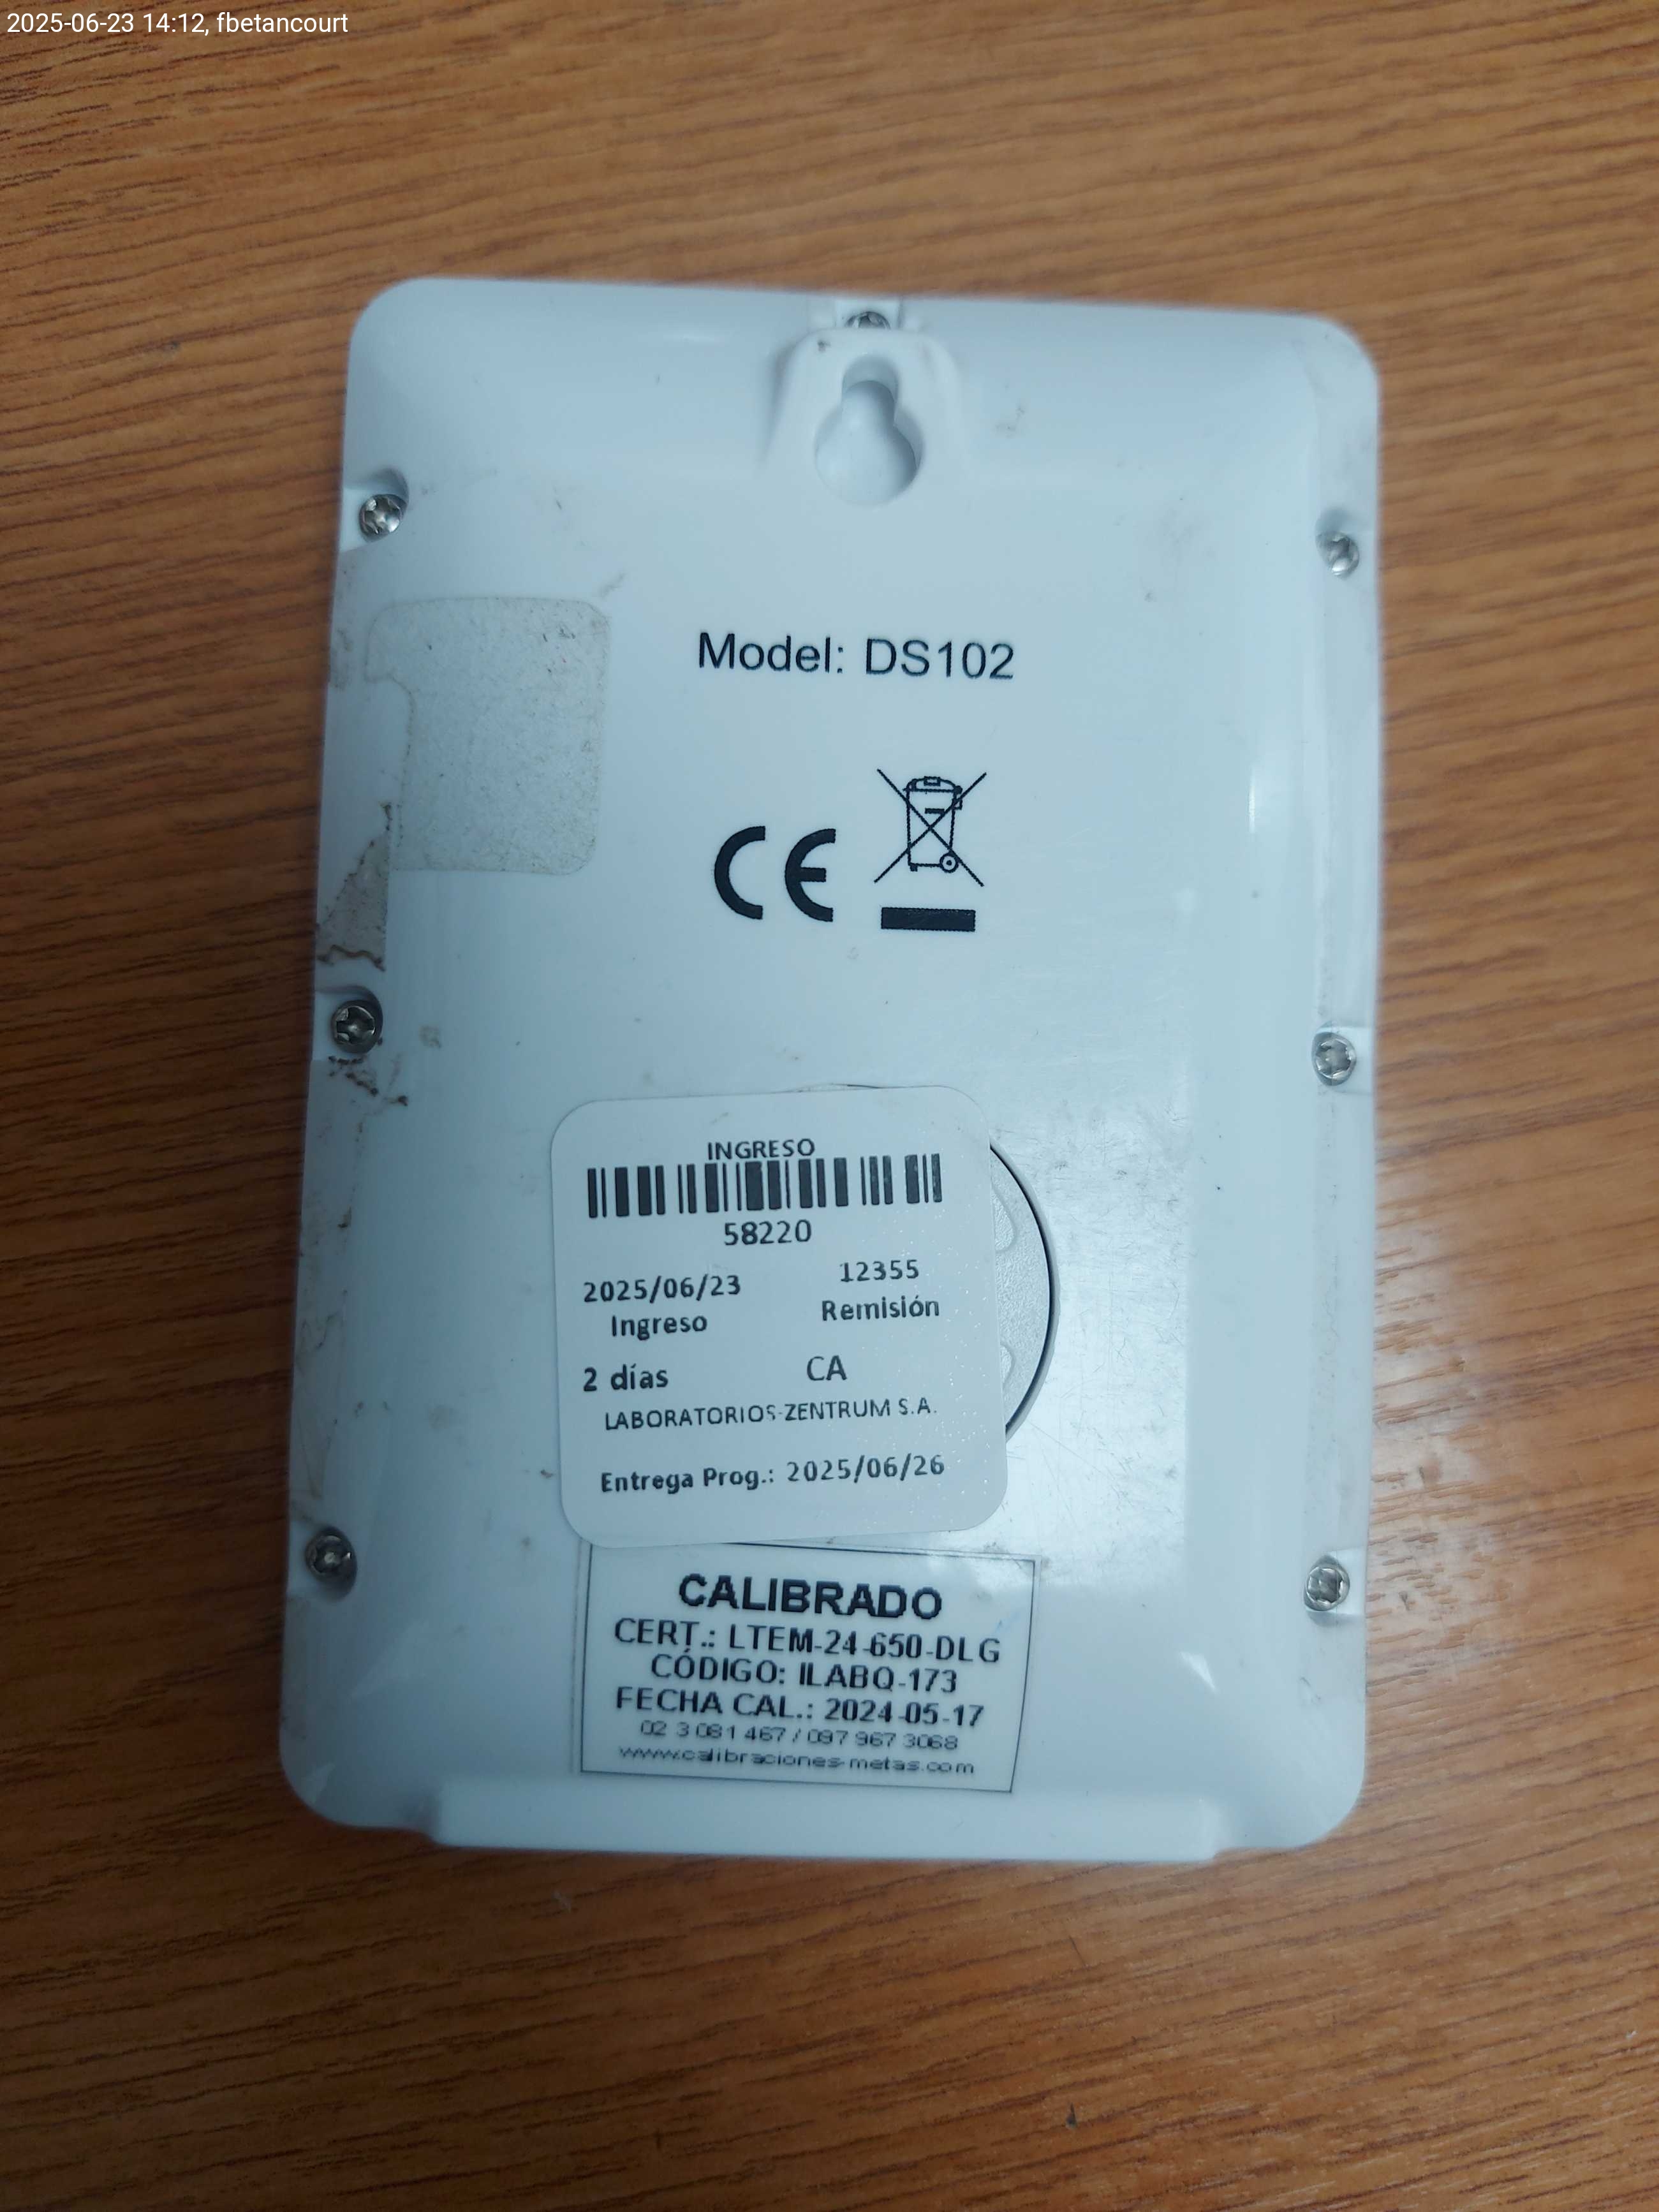 2025-06-23 14:12, fbetancourt
Model: DS102
CE
INGRESO
58220
2025/06/23 12355
Ingreso Remisión
2 días CA
LABORATORIOS-ZENTRUM S.A.
Entrega Prog.: 2025/06/26
CALIBRADO
CERT.: LTEM-24-650-DLG
CÓDIGO: ILABQ-173
FECHA CAL.: 2024-05-17
02 3 081 467 / 097 967 3068
www.calibraciones-metas.com